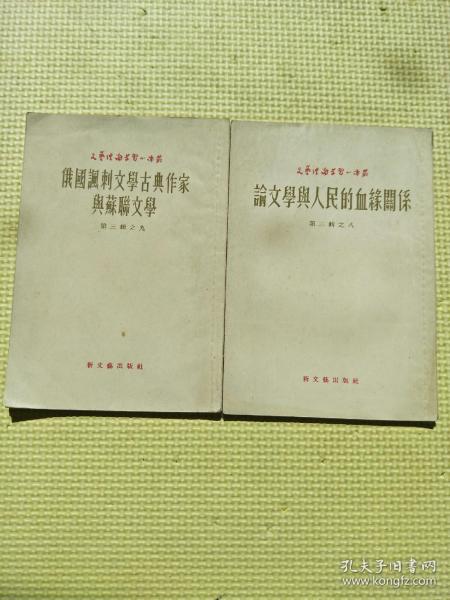 文藝理論學習小譯叢
俄國諷刺文學古典作家
與蘇聯文學
第三輯之九
新文藝出版社
文藝理論學習小譯叢
論文學與人民的血緣關係
第三輯之八
新文藝出版社
孔夫子旧书网
www.kongfz.com